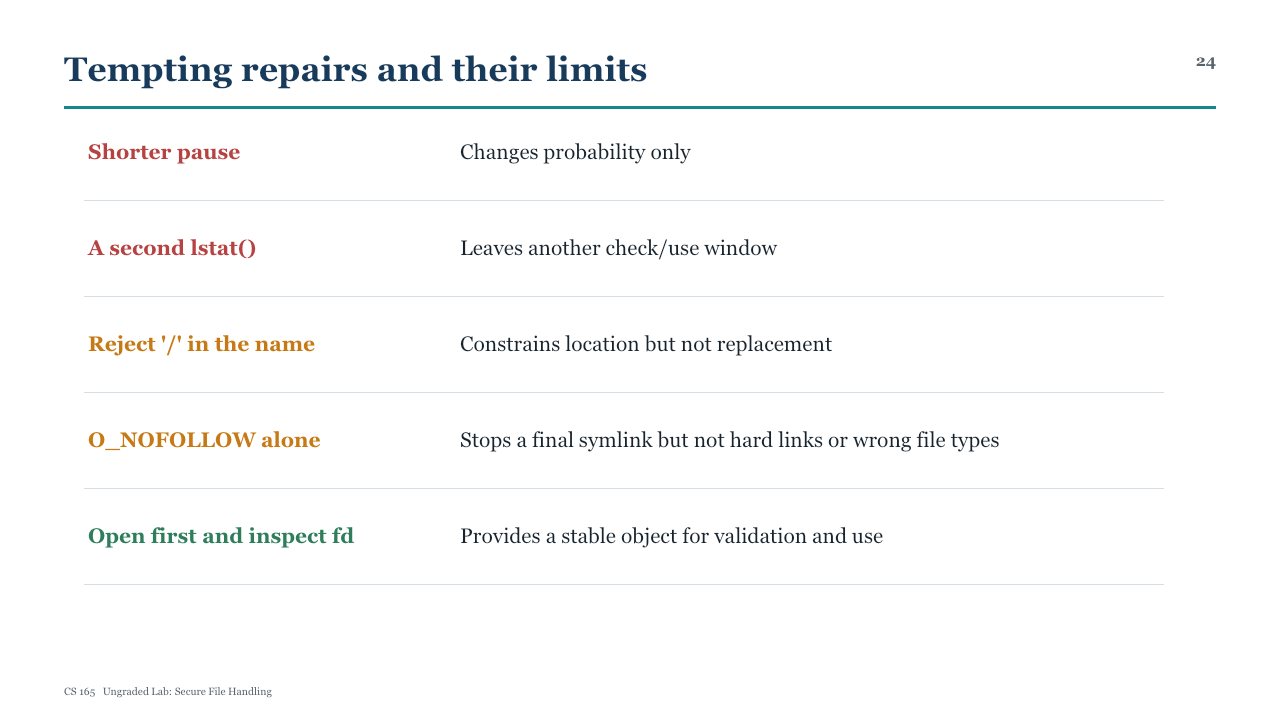 Tempting repairs and their limits
24
Shorter pause
Changes probability only
A second lstat()
Leaves another check/use window
Reject '/' in the name
Constrains location but not replacement
O_NOFOLLOW alone
Stops a final symlink but not hard links or wrong file types
Open first and inspect fd
Provides a stable object for validation and use
CS 165 Ungraded Lab: Secure File Handling